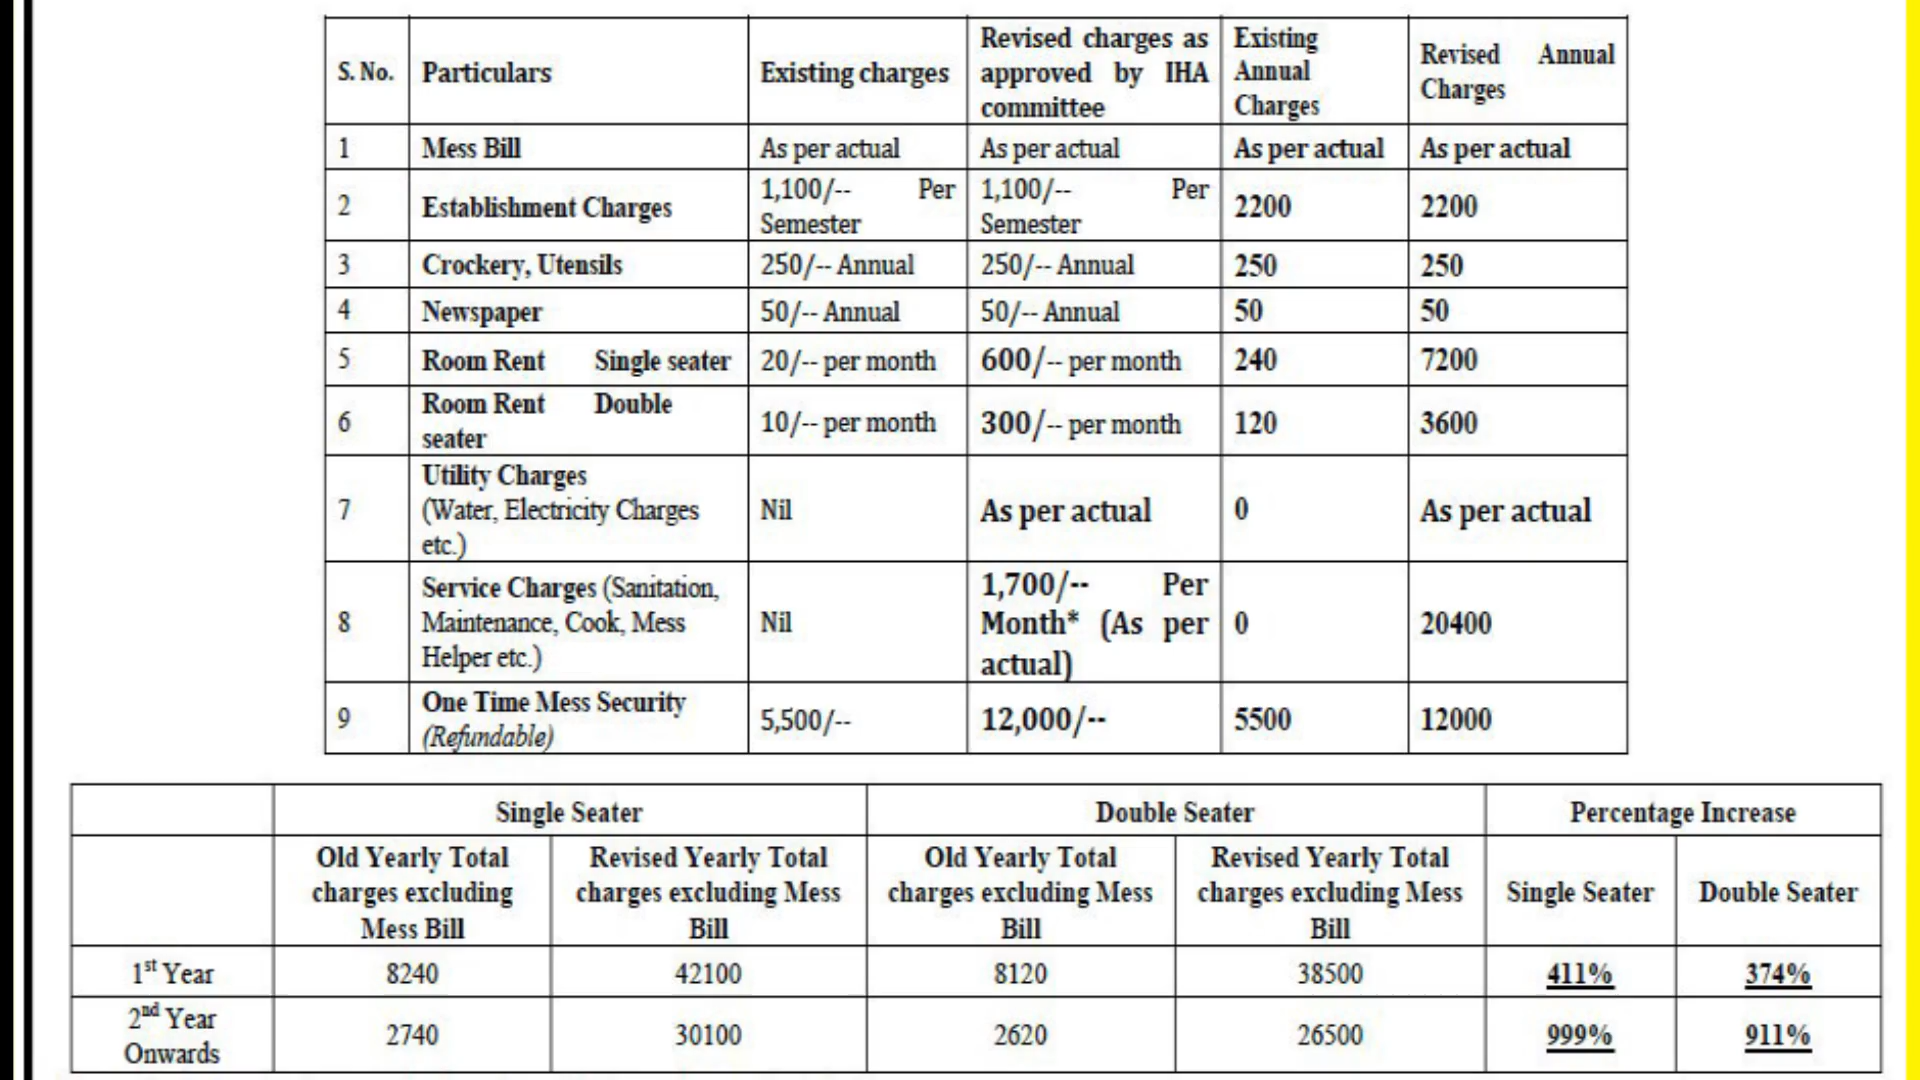 S. No.
Particulars
Existing charges
Revised charges as
approved by IHA
committee
Existing
Annual
Charges
Revised Annual
Charges
1
Mess Bill
As per actual
As per actual
As per actual
As per actual
2
Establishment Charges
1,100/-- Per
Semester
1,100/-- Per
Semester
2200
2200
3
Crockery, Utensils
250/-- Annual
250/-- Annual
250
250
4
Newspaper
50/-- Annual
50/-- Annual
50
50
5
Room Rent Single seater
20/-- per month
600/-- per month
240
7200
6
Room Rent Double
seater
10/-- per month
300/-- per month
120
3600
7
Utility Charges
(Water, Electricity Charges
etc.)
Nil
As per actual
0
As per actual
8
Service Charges (Sanitation,
Maintenance, Cook, Mess
Helper etc.)
Nil
1,700/-- Per
Month* (As per
actual)
0
20400
9
One Time Mess Security
(Refundable)
5,500/--
12,000/--
5500
12000
Single Seater
Double Seater
Percentage Increase
Old Yearly Total
charges excluding
Mess Bill
Revised Yearly Total
charges excluding Mess
Bill
Old Yearly Total
charges excluding Mess
Bill
Revised Yearly Total
charges excluding Mess
Bill
Single Seater
Double Seater
1st Year
8240
42100
8120
38500
411%
374%
2nd Year
Onwards
2740
30100
2620
26500
999%
911%